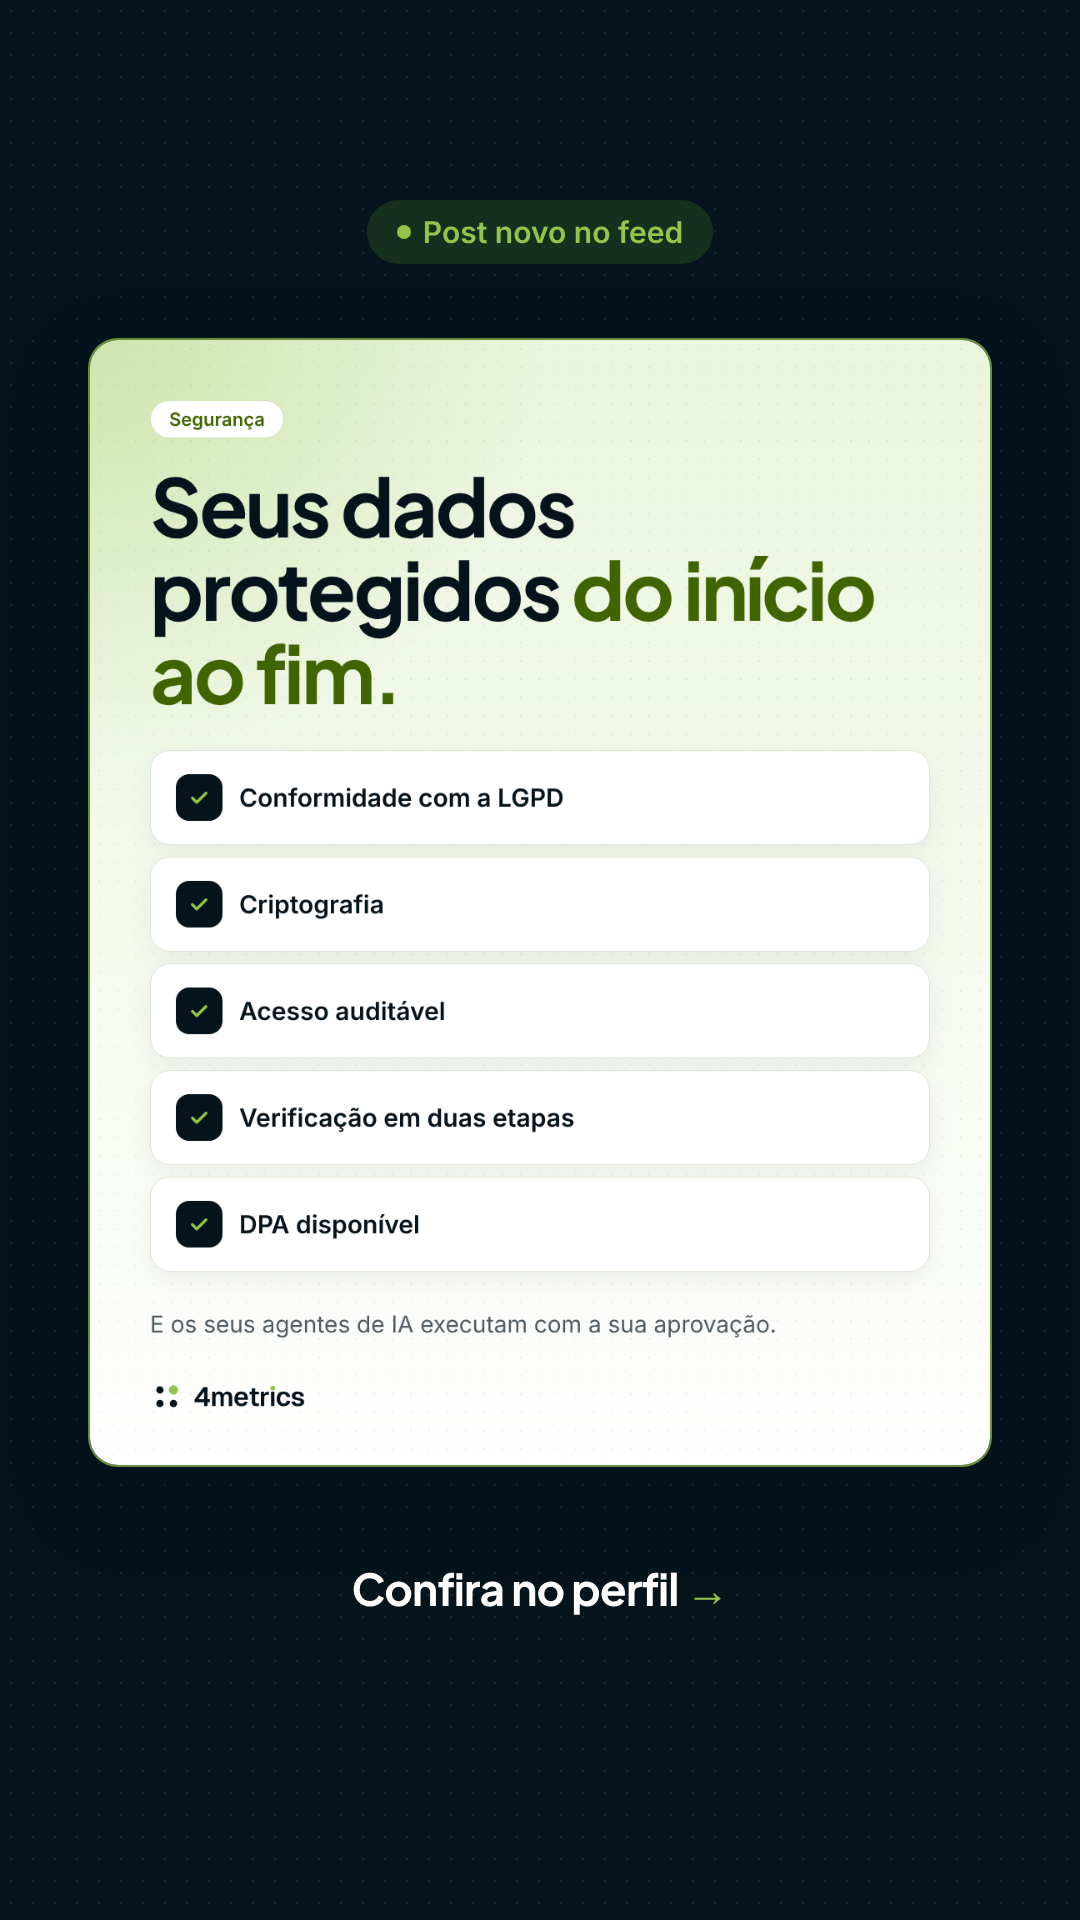 Post novo no feed
Segurança
Seus dados
protegidos do início
ao fim.
Conformidade com a LGPD
Criptografia
Acesso auditável
Verificação em duas etapas
DPA disponível
E os seus agentes de IA executam com a sua aprovação.
4metrics
Confira no perfil →